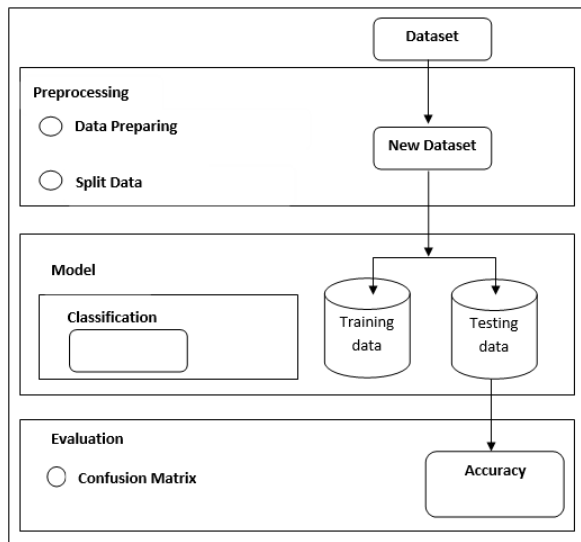 Dataset
Preprocessing
Data Preparing
New Dataset
Split Data
Model
Classification
Training
data
Testing
data
Evaluation
Confusion Matrix
Accuracy